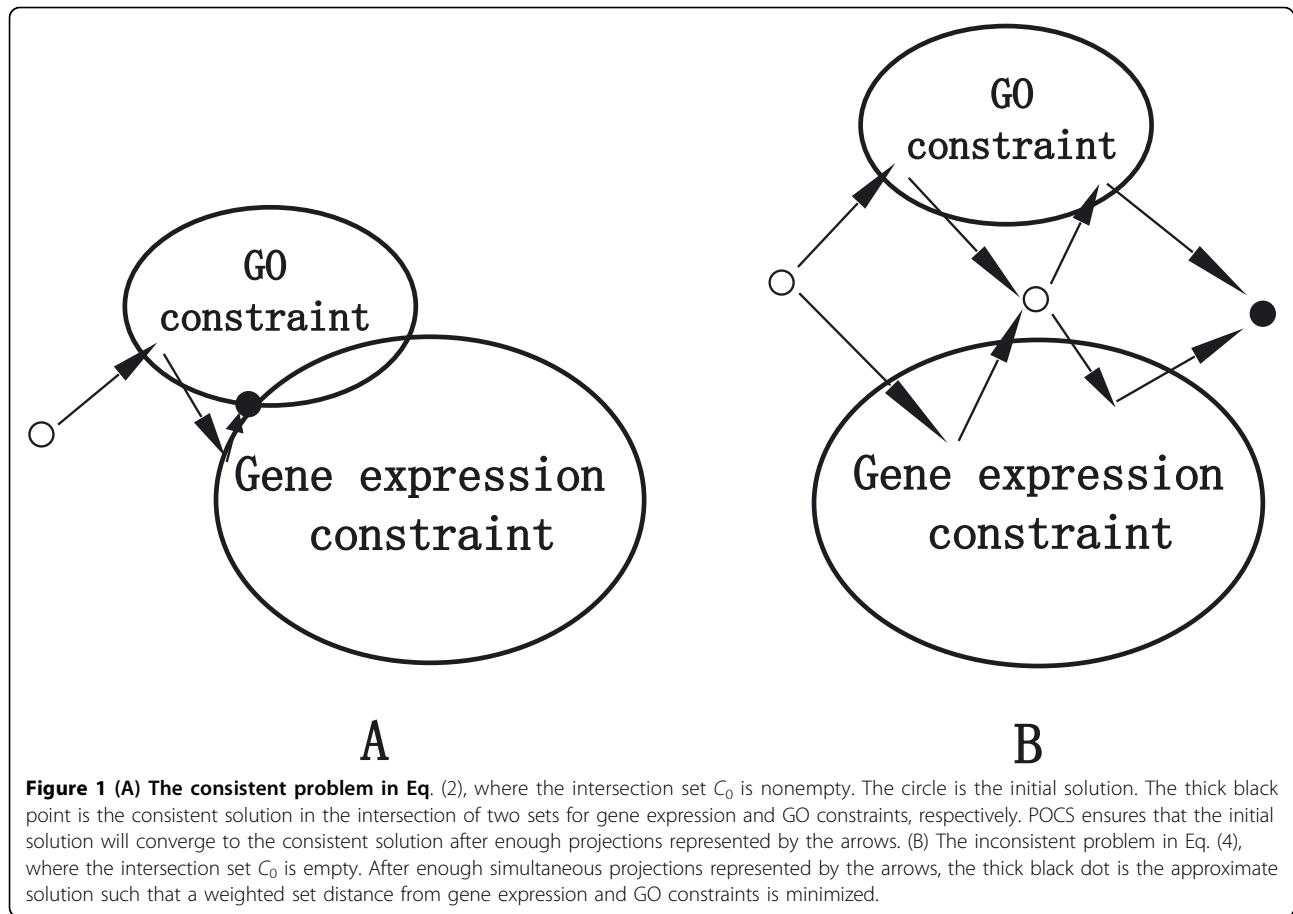 GO
constraint
Gene expression
constraint
A
GO
constraint
Gene expression
constraint
B
Figure 1 (A) The consistent problem in Eq. (2), where the intersection set C0 is nonempty. The circle is the initial solution. The thick black
point is the consistent solution in the intersection of two sets for gene expression and GO constraints, respectively. POCS ensures that the initial
solution will converge to the consistent solution after enough projections represented by the arrows. (B) The inconsistent problem in Eq. (4),
where the intersection set C0 is empty. After enough simultaneous projections represented by the arrows, the thick black dot is the approximate
solution such that a weighted set distance from gene expression and GO constraints is minimized.